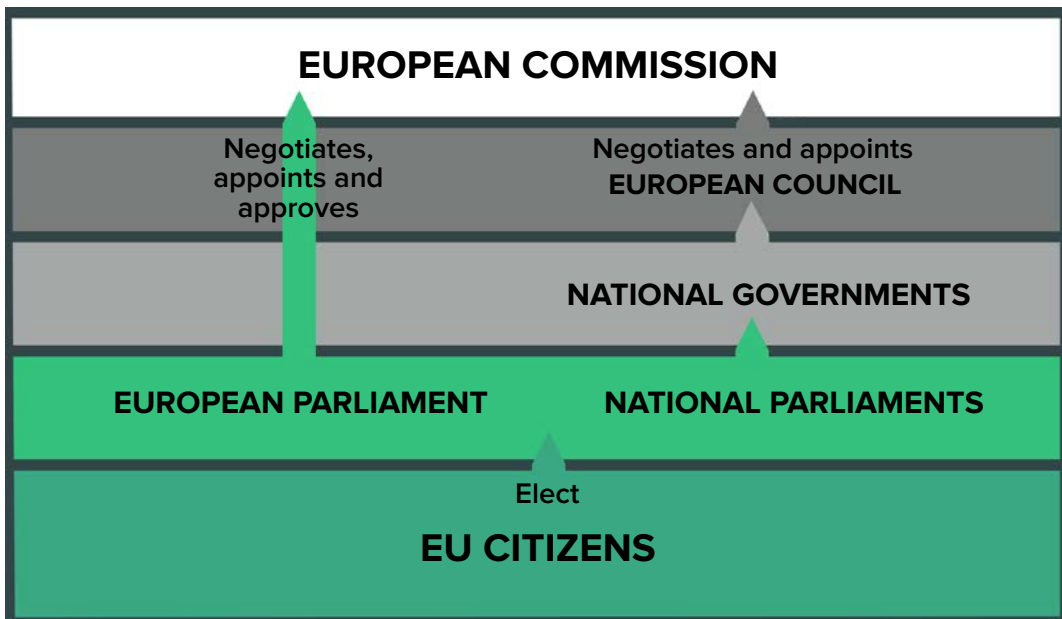 EUROPEAN COMMISSION
Negotiates,
appoints and
approves
Negotiates and appoints
EUROPEAN COUNCIL
NATIONAL GOVERNMENTS
EUROPEAN PARLIAMENT
NATIONAL PARLIAMENTS
Elect
EU CITIZENS